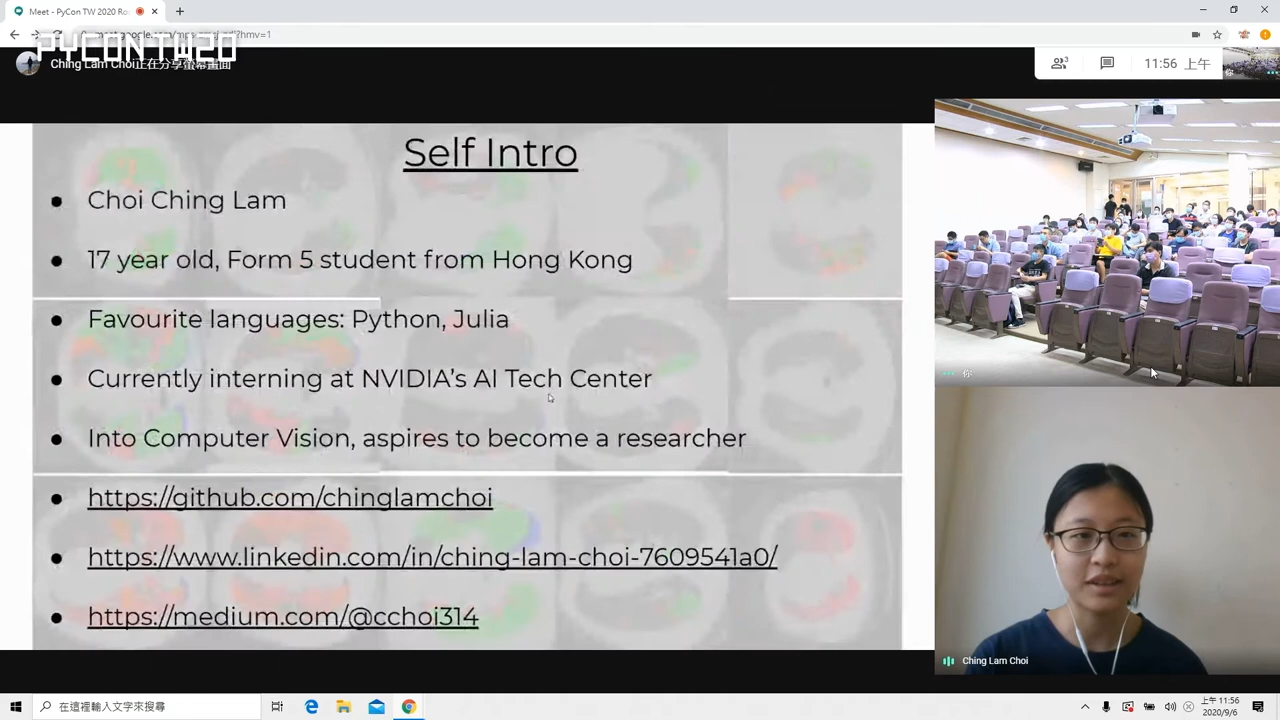 Meet - PyCon TW 2020 Ro
PYCONTW20
Ching Lam Choi正在分享螢幕畫面
3
11:56 上午
你
Self Intro
Choi Ching Lam
17 year old, Form 5 student from Hong Kong
Favourite languages: Python, Julia
Currently interning at NVIDIA's AI Tech Center
Into Computer Vision, aspires to become a researcher
https://github.com/chinglamchoi
https://www.linkedin.com/in/ching-lam-choi-7609541a0/
https://medium.com/@cchoi314
你
Ching Lam Choi
在這裡輸入文字來搜尋
上午 11:56
2020/9/6